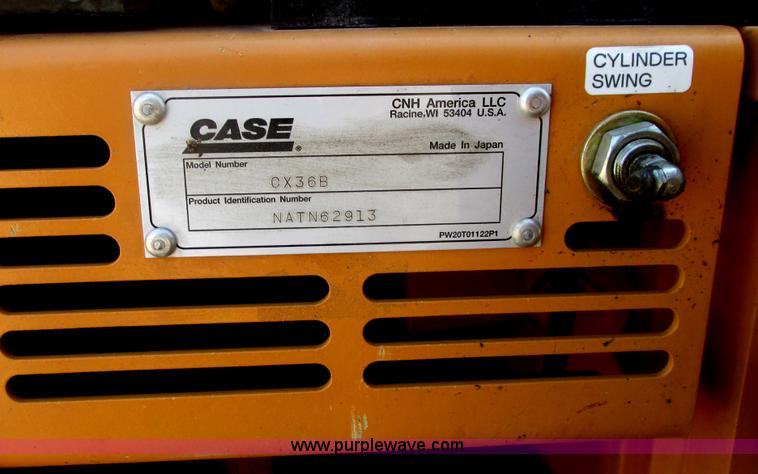 CYLINDER
SWING
CNH America LLC
Racine, WI 53404 U.S.A.
CASE
Made In Japan
Model Number
CX36B
Product Identification Number
NATN62913
PW20T01122P1
www.purplewave.com